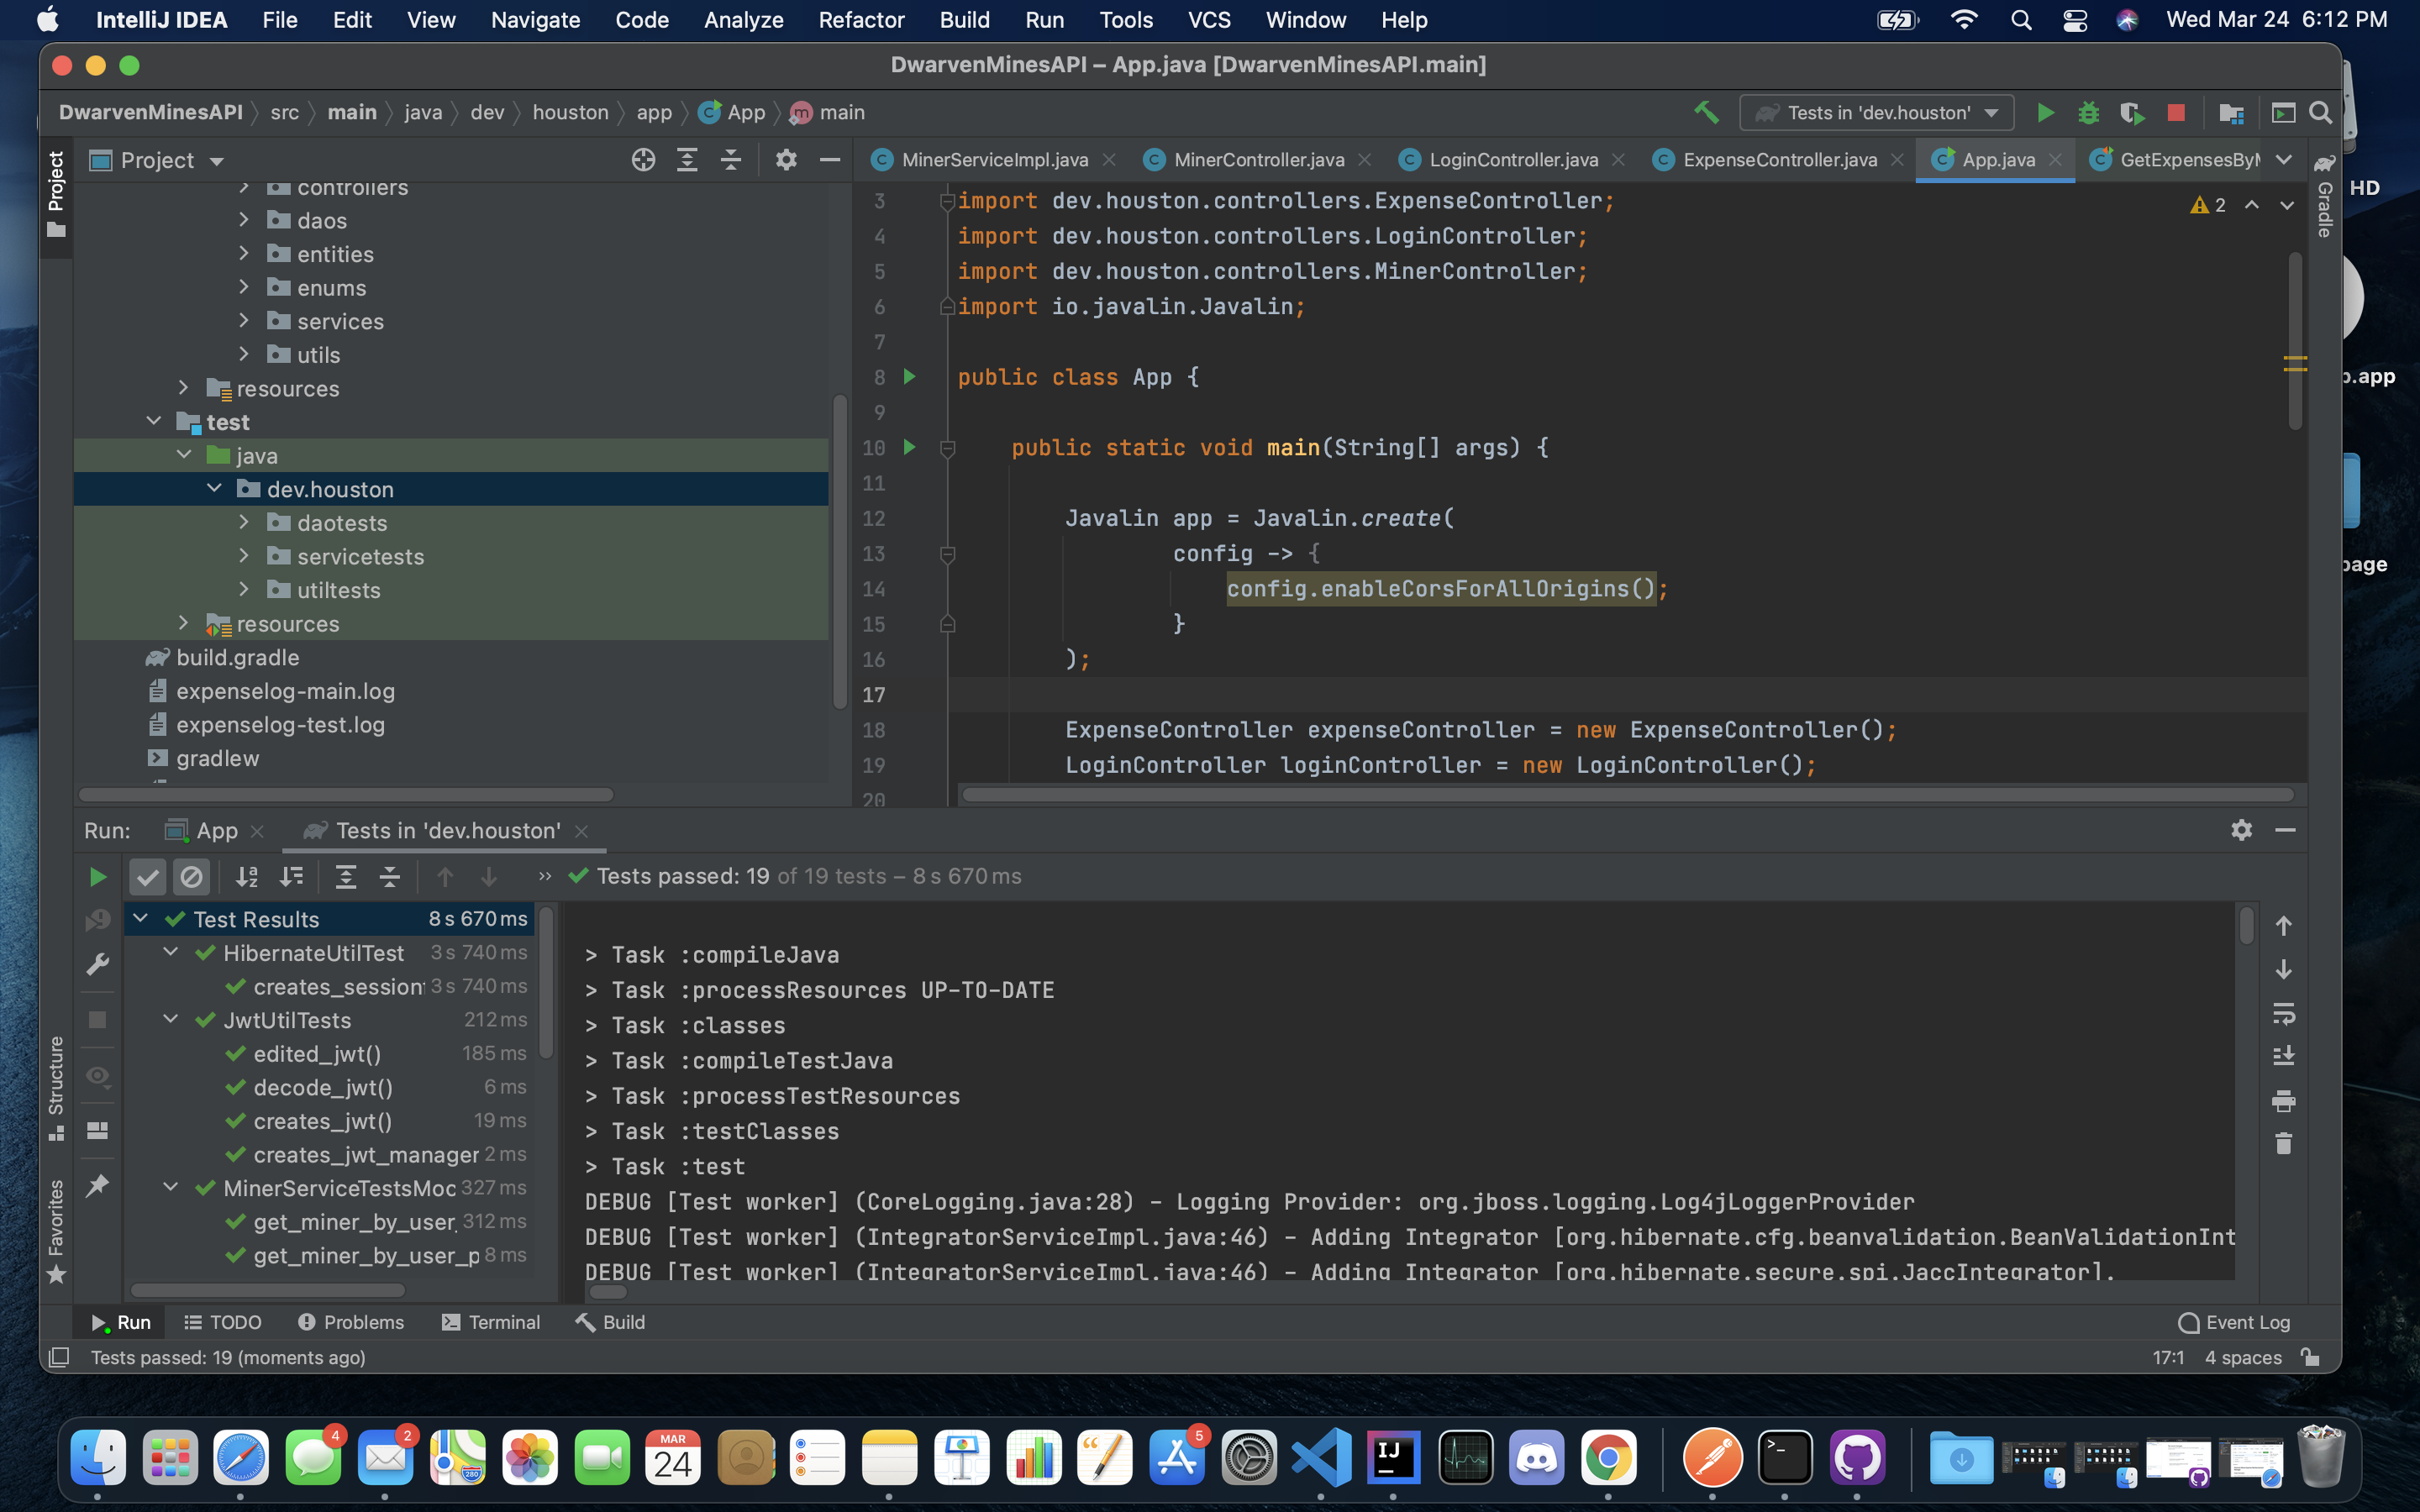 IntelliJ IDEA File Edit View Navigate Code Analyze Refactor Build Run Tools VCS Window Help Wed Mar 24 6:12 PM
DwarvenMinesAPI – App.java [DwarvenMinesAPI.main]
DwarvenMinesAPI src main java dev houston app App main Tests in 'dev.houston'
Project
Project
MinerServiceImpl.java MinerController.java LoginController.java ExpenseController.java App.java GetExpensesByM
controllers
daos
entities
enums
services
utils
resources
test
java
dev.houston
daotests
servicetests
utiltests
resources
build.gradle
expenselog-main.log
expenselog-test.log
gradlew
3 import dev.houston.controllers.ExpenseController;
4 import dev.houston.controllers.LoginController;
5 import dev.houston.controllers.MinerController;
6 import io.javalin.Javalin;
7
8 public class App {
9
10 public static void main(String[] args) {
11
12 Javalin app = Javalin.create(
13 config -> {
14 config.enableCorsForAllOrigins();
15 }
16 );
17
18 ExpenseController expenseController = new ExpenseController();
19 LoginController loginController = new LoginController();
20
2
Gradle
HD
p.app
page
Run: App Tests in 'dev.houston'
Tests passed: 19 of 19 tests – 8 s 670 ms
Test Results 8 s 670 ms
HibernateUtilTest 3 s 740 ms
creates_session 3 s 740 ms
JwtUtilTests 212 ms
edited_jwt() 185 ms
decode_jwt() 6 ms
creates_jwt() 19 ms
creates_jwt_manager 2 ms
MinerServiceTestsMoc 327 ms
get_miner_by_user_ 312 ms
get_miner_by_user_p 8 ms
> Task :compileJava
> Task :processResources UP-TO-DATE
> Task :classes
> Task :compileTestJava
> Task :processTestResources
> Task :testClasses
> Task :test
DEBUG [Test worker] (CoreLogging.java:28) - Logging Provider: org.jboss.logging.Log4jLoggerProvider
DEBUG [Test worker] (IntegratorServiceImpl.java:46) - Adding Integrator [org.hibernate.cfg.beanvalidation.BeanValidationInt
DEBUG [Test worker] (IntegratorServiceImpl.java:46) - Adding Integrator [org.hibernate.secure.spi.JaccIntegrator].
Structure
Favorites
Run TODO Problems Terminal Build Event Log
Tests passed: 19 (moments ago) 17:1 4 spaces
4
2
MAR
24
5
280
IJ